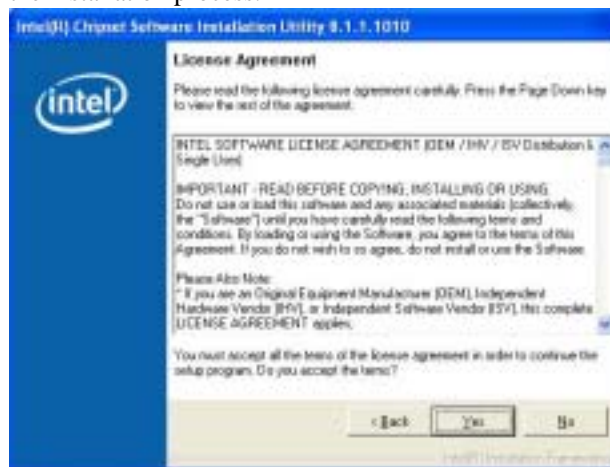 the installation process.
Intel(R) Chipset Software Installation Utility 8.1.1.1010
License Agreement
intel
Please read the following license agreement carefully. Press the Page Down key
to view the rest of the agreement.
INTEL SOFTWARE LICENSE AGREEMENT (OEM / IHV / ISV Distribution &
Single User)
IMPORTANT - READ BEFORE COPYING, INSTALLING OR USING.
Do not use or load this software and any associated materials (collectively,
the "Software") until you have carefully read the following terms and
conditions. By loading or using the Software, you agree to the terms of this
Agreement. If you do not wish to so agree, do not install or use the Software.
Please Also Note:
* If you are an Original Equipment Manufacturer (OEM), Independent
Hardware Vendor (IHV), or Independent Software Vendor (ISV), this complete
LICENSE AGREEMENT applies;
You must accept all the terms of the license agreement in order to continue the
setup program. Do you accept the terms?
< Back
Yes
No
Intel(R) Installation Framework